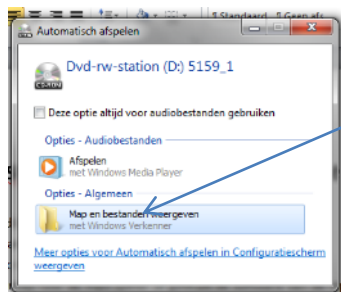 1 Standaard 1 Geen afs
Automatisch afspelen
Dvd-rw-station (D:) 5159_1
CD-ROM
Deze optie altijd voor audiobestanden gebruiken
Opties - Audiobestanden
Afspelen
met Windows Media Player
Opties - Algemeen
Map en bestanden weergeven
met Windows Verkenner
Meer opties voor Automatisch afspelen in Configuratiescherm
weergeven